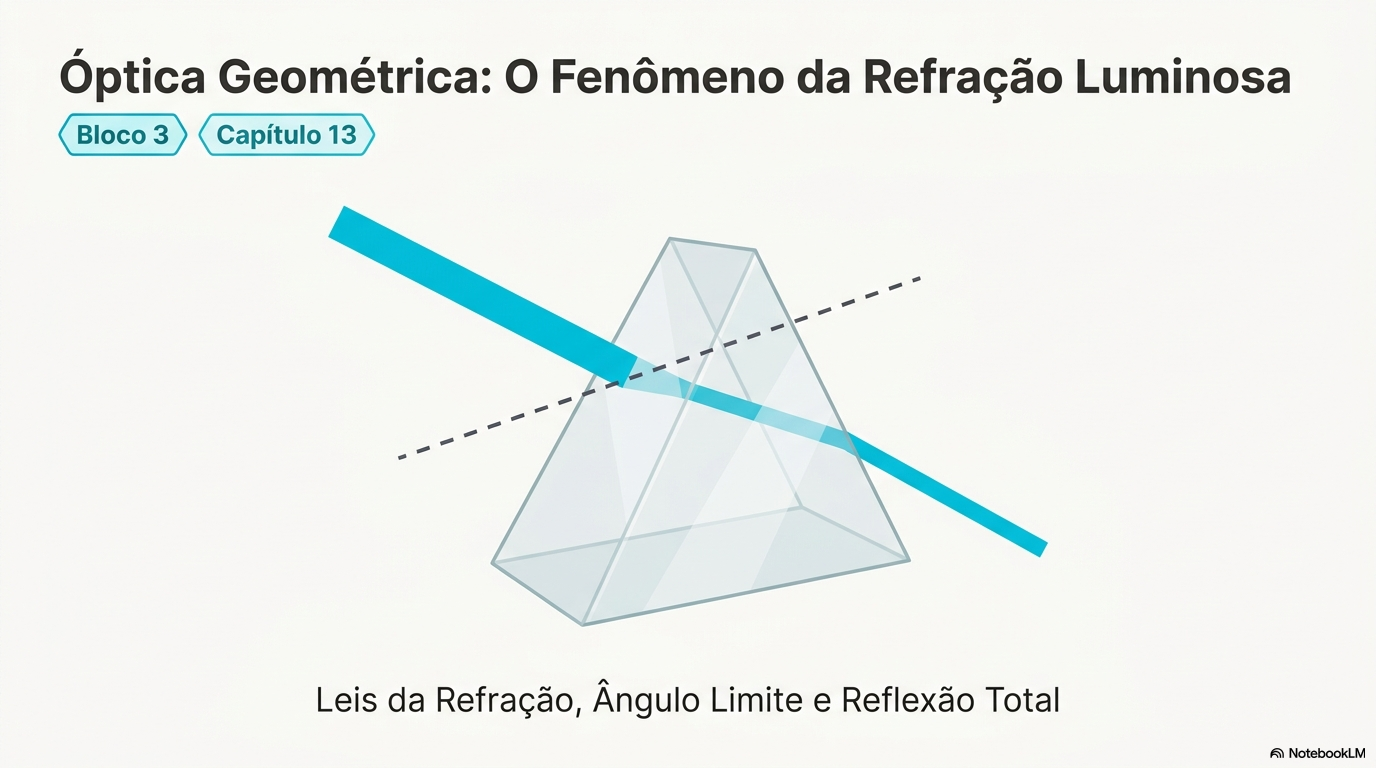 Óptica Geométrica: O Fenômeno da Refração Luminosa
Bloco 3 Capítulo 13
Leis da Refração, Ângulo Limite e Reflexão Total
NotebookLM